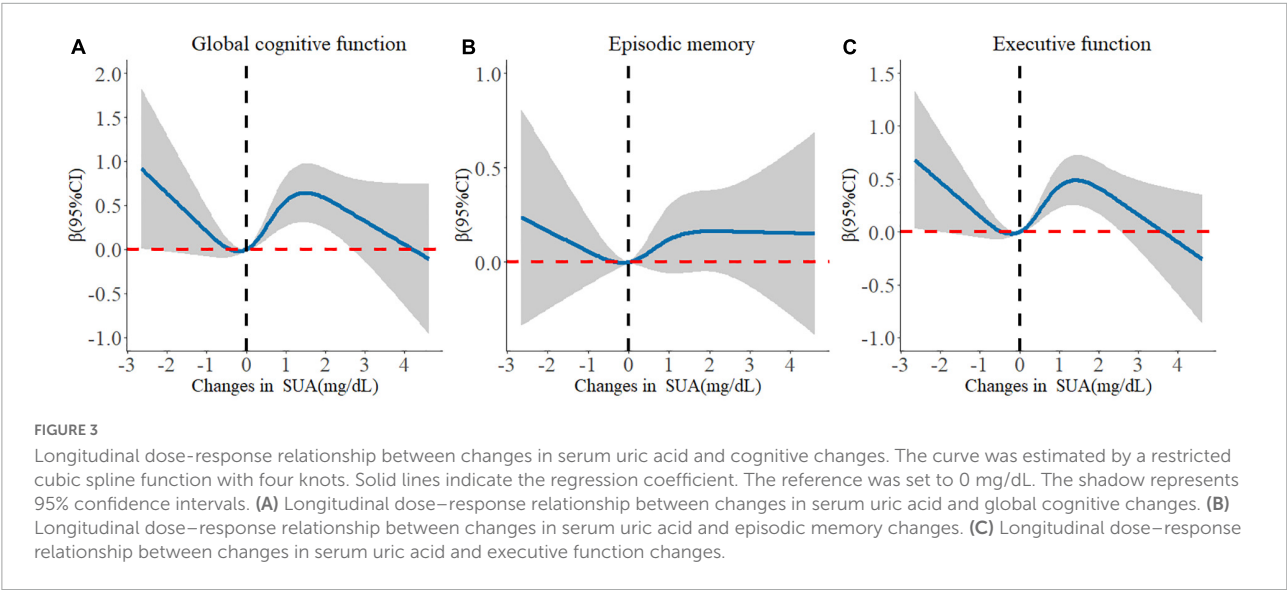 A Global cognitive function
2.0
1.5
1.0
0.5
0.0
-0.5
-1.0
β(95%CI)
-3 -2 -1 0 1 2 3 4
Changes in SUA(mg/dL)
B Episodic memory
1.0
0.5
0.0
β(95%CI)
-3 -2 -1 0 1 2 3 4
Changes in SUA(mg/dL)
C Executive function
1.5
1.0
0.5
0.0
-0.5
-1.0
β(95%CI)
-3 -2 -1 0 1 2 3 4
Changes in SUA(mg/dL)
FIGURE 3
Longitudinal dose-response relationship between changes in serum uric acid and cognitive changes. The curve was estimated by a restricted
cubic spline function with four knots. Solid lines indicate the regression coefficient. The reference was set to 0 mg/dL. The shadow represents
95% confidence intervals. (A) Longitudinal dose–response relationship between changes in serum uric acid and global cognitive changes. (B)
Longitudinal dose–response relationship between changes in serum uric acid and episodic memory changes. (C) Longitudinal dose–response
relationship between changes in serum uric acid and executive function changes.